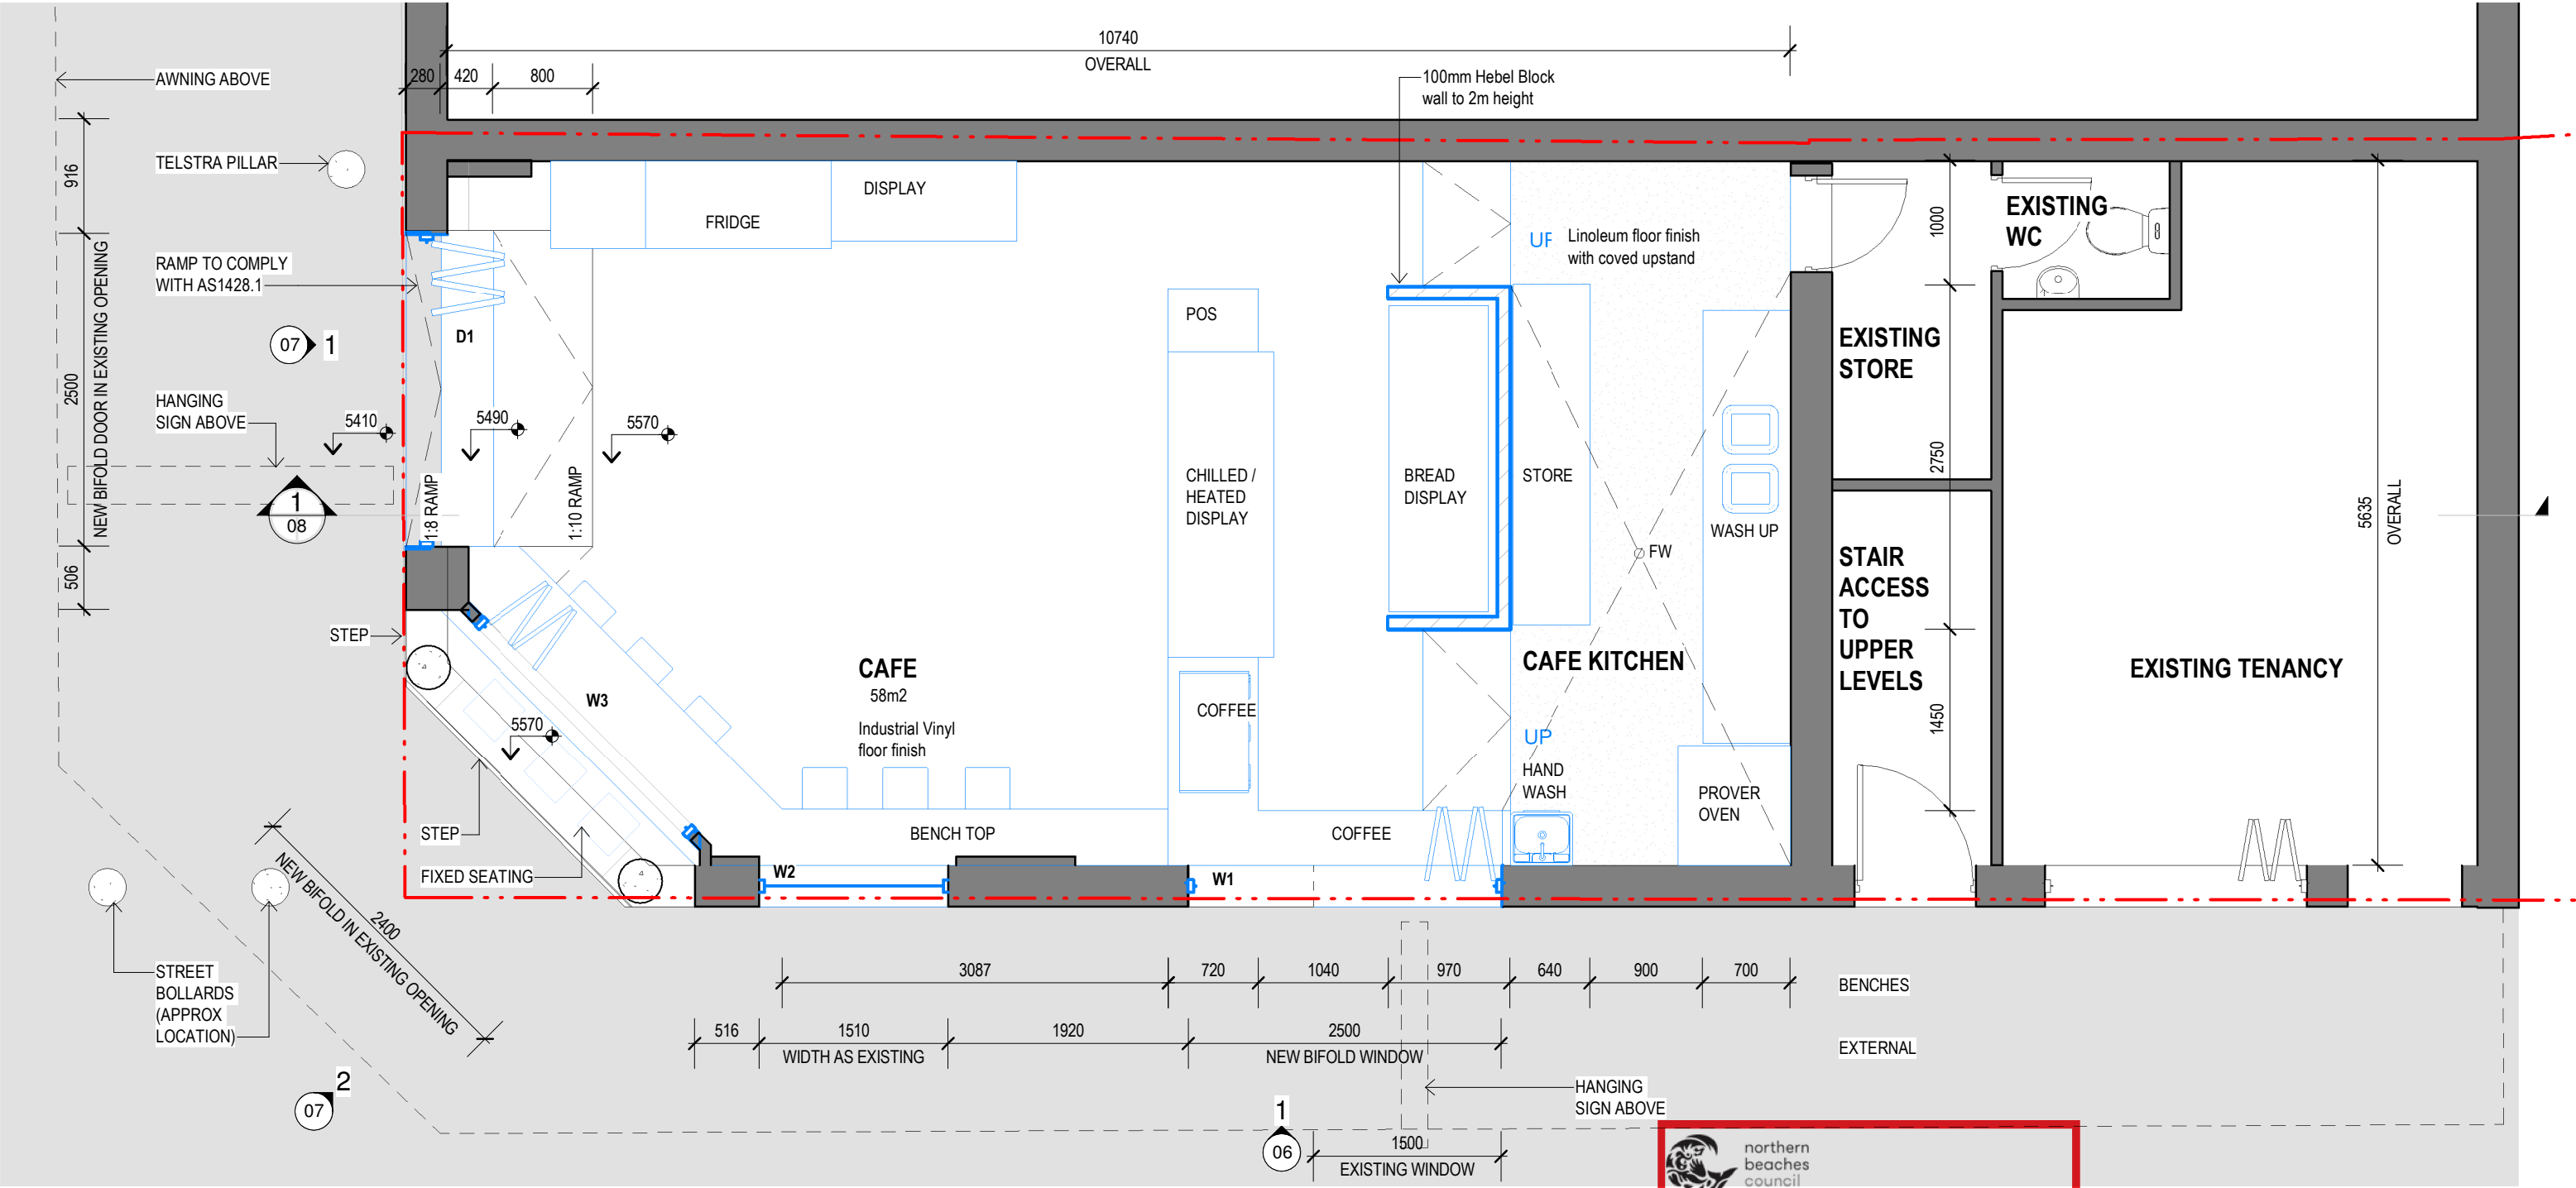 10740
OVERALL
280
420
800
AWNING ABOVE
100mm Hebel Block
wall to 2m height
TELSTRA PILLAR
916
DISPLAY
FRIDGE
UP
Linoleum floor finish
with coved upstand
1000
EXISTING
WC
RAMP TO COMPLY
WITH AS1428.1
NEW BIFOLD DOOR IN EXISTING OPENING
2500
07
1
D1
POS
EXISTING
STORE
HANGING
SIGN ABOVE
5410
5490
5570
1:8 RAMP
1:10 RAMP
CHILLED /
HEATED
DISPLAY
BREAD
DISPLAY
STORE
WASH UP
2750
5635
OVERALL
1
08
506
FW
STAIR
ACCESS
TO
UPPER
LEVELS
STEP
CAFE
58m2
Industrial Vinyl
floor finish
W3
5570
COFFEE
CAFE KITCHEN
EXISTING TENANCY
1450
UP
HAND
WASH
PROVER
OVEN
STEP
BENCH TOP
COFFEE
FIXED SEATING
W2
W1
2400
NEW BIFOLD IN EXISTING OPENING
STREET
BOLLARDS
(APPROX
LOCATION)
3087
720
1040
970
640
900
700
BENCHES
516
1510
1920
2500
WIDTH AS EXISTING
NEW BIFOLD WINDOW
EXTERNAL
2
07
HANGING
SIGN ABOVE
1
06
1500
EXISTING WINDOW
northern
beaches
council